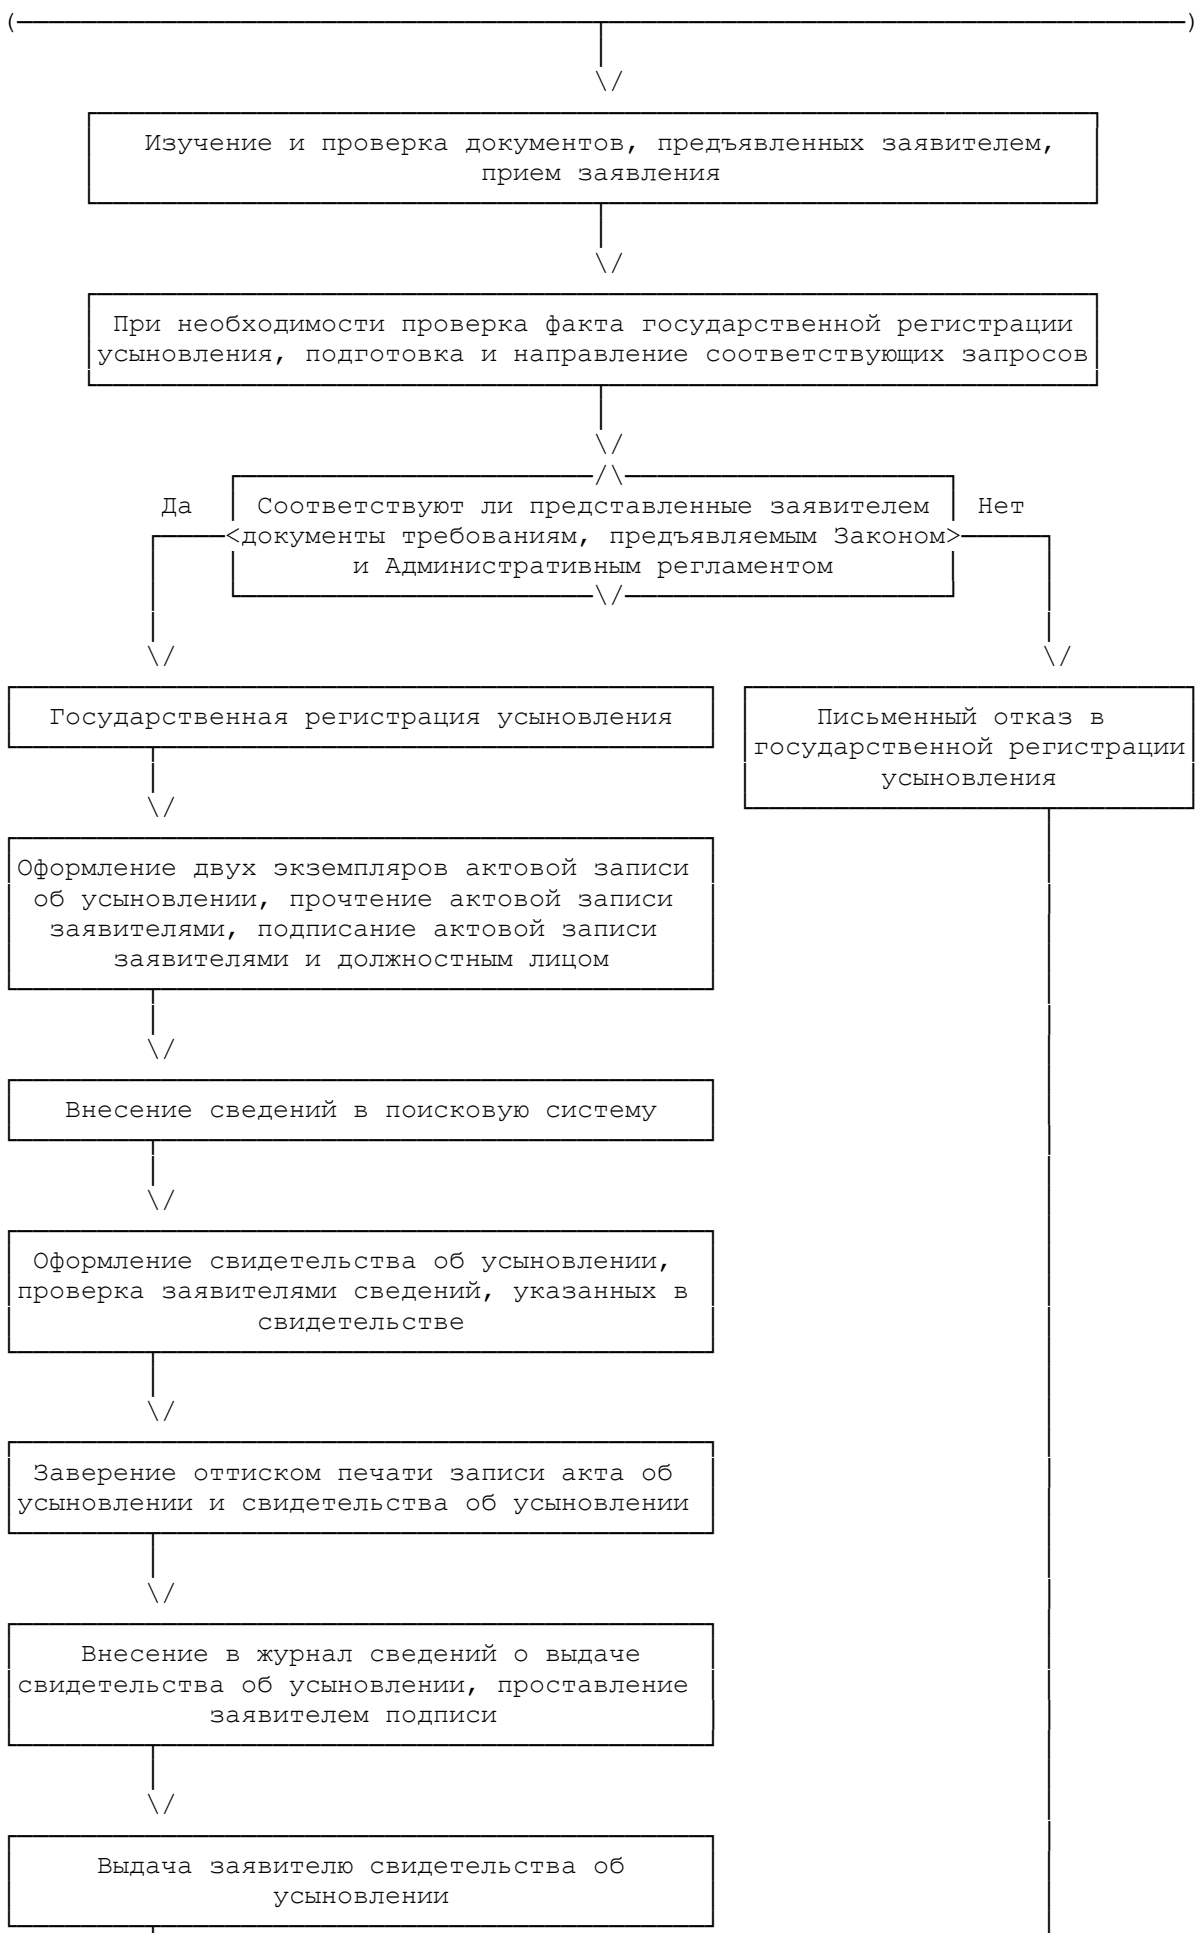 Изучение и проверка документов, предъявленных заявителем,
прием заявления
При необходимости проверка факта государственной регистрации
усыновления, подготовка и направление соответствующих запросов
Да
Соответствуют ли представленные заявителем
документы требованиям, предъявляемым Законом
и Административным регламентом
Нет
Государственная регистрация усыновления
Письменный отказ в
государственной регистрации
усыновления
Оформление двух экземпляров актовой записи
об усыновлении, прочтение актовой записи
заявителями, подписание актовой записи
заявителями и должностным лицом
Внесение сведений в поисковую систему
Оформление свидетельства об усыновлении,
проверка заявителями сведений, указанных в
свидетельстве
Заверение оттиском печати записи акта об
усыновлении и свидетельства об усыновлении
Внесение в журнал сведений о выдаче
свидетельства об усыновлении, проставление
заявителем подписи
Выдача заявителю свидетельства об
усыновлении